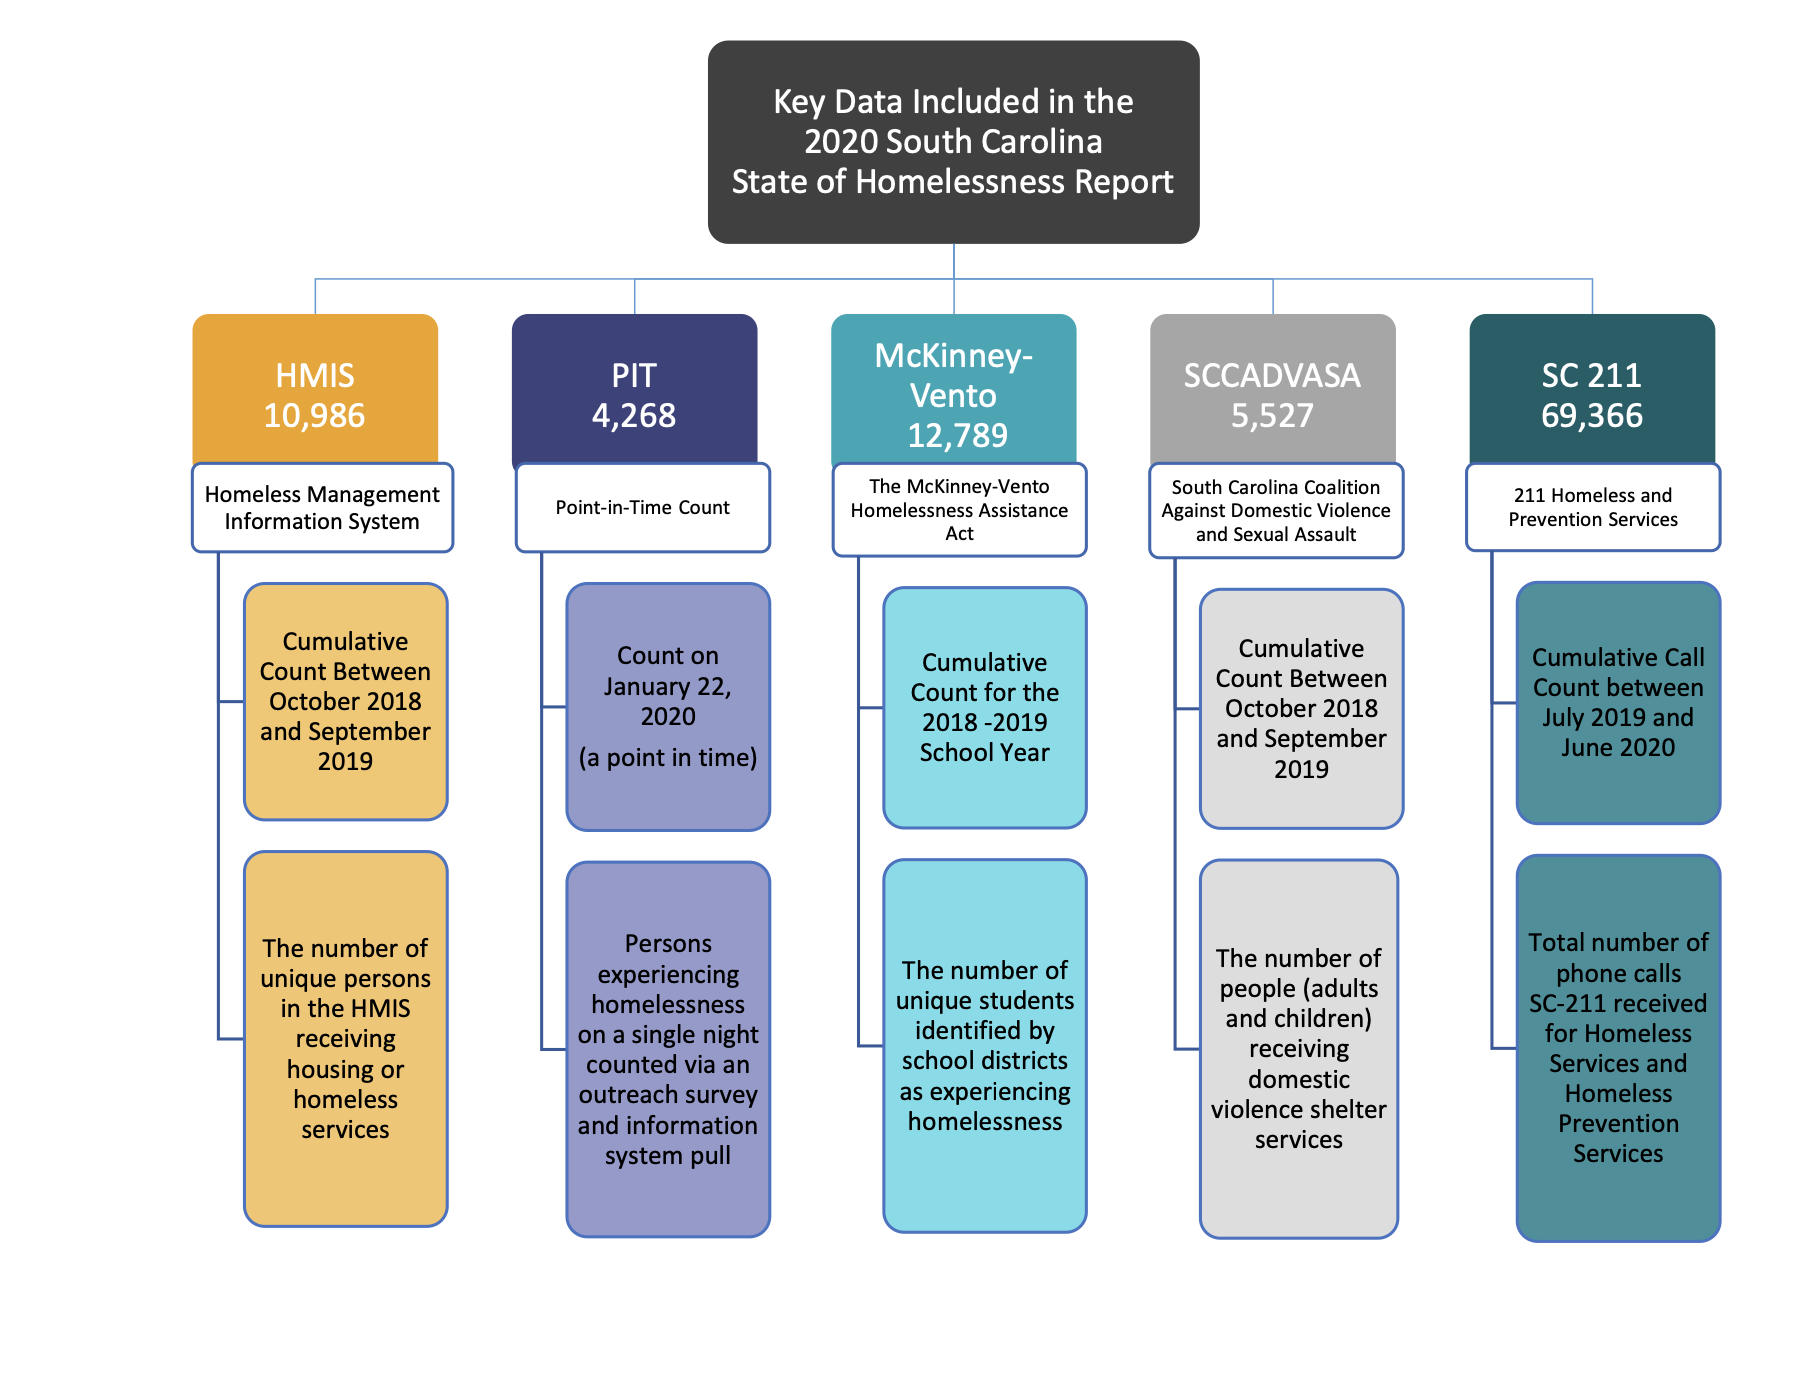 Key Data Included in the
2020 South Carolina
State of Homelessness Report
HMIS
10,986
Homeless Management
Information System
Cumulative
Count Between
October 2018
and September
2019
The number of
unique persons
in the HMIS
receiving
housing or
homeless
services
PIT
4,268
Point-in-Time Count
Count on
January 22,
2020
(a point in time)
Persons
experiencing
homelessness
on a single night
counted via an
outreach survey
and information
system pull
McKinney-
Vento
12,789
The McKinney-Vento
Homelessness Assistance
Act
Cumulative
Count for the
2018 -2019
School Year
The number of
unique students
identified by
school districts
as experiencing
homelessness
SCCADVASA
5,527
South Carolina Coalition
Against Domestic Violence
and Sexual Assault
Cumulative
Count Between
October 2018
and September
2019
The number of
people (adults
and children)
receiving
domestic
violence shelter
services
SC 211
69,366
211 Homeless and
Prevention Services
Cumulative Call
Count between
July 2019 and
June 2020
Total number of
phone calls
SC-211 received
for Homeless
Services and
Homeless
Prevention
Services